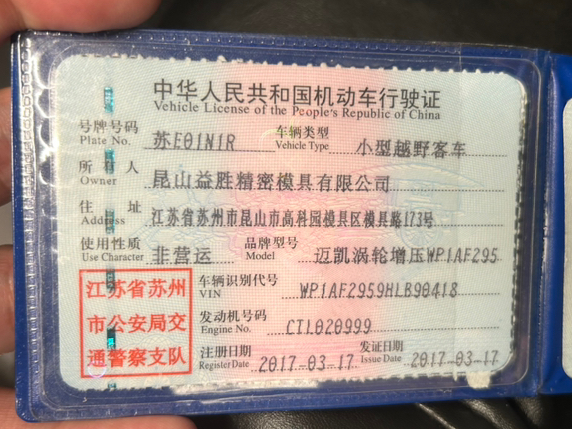 中华人民共和国机动车行驶证
Vehicle License of the People's Republic of China
号牌号码 苏E01N1R 车辆类型 小型越野客车
Plate No. Vehicle Type
所有人 昆山益胜精密模具有限公司
Owner
住址 江苏省苏州市昆山市高科园模具区模具路173号
Address
使用性质 非营运 品牌型号 迈凯涡轮增压WP1AF295
Use Character Model
江苏省苏州
市公安局交
通警察支队
车辆识别代号 WP1AF2959HLB90418
VIN
发动机号码 CTL020999
Engine No.
注册日期 2017-03-17 发证日期 2017-03-17
Register Date Issue Date